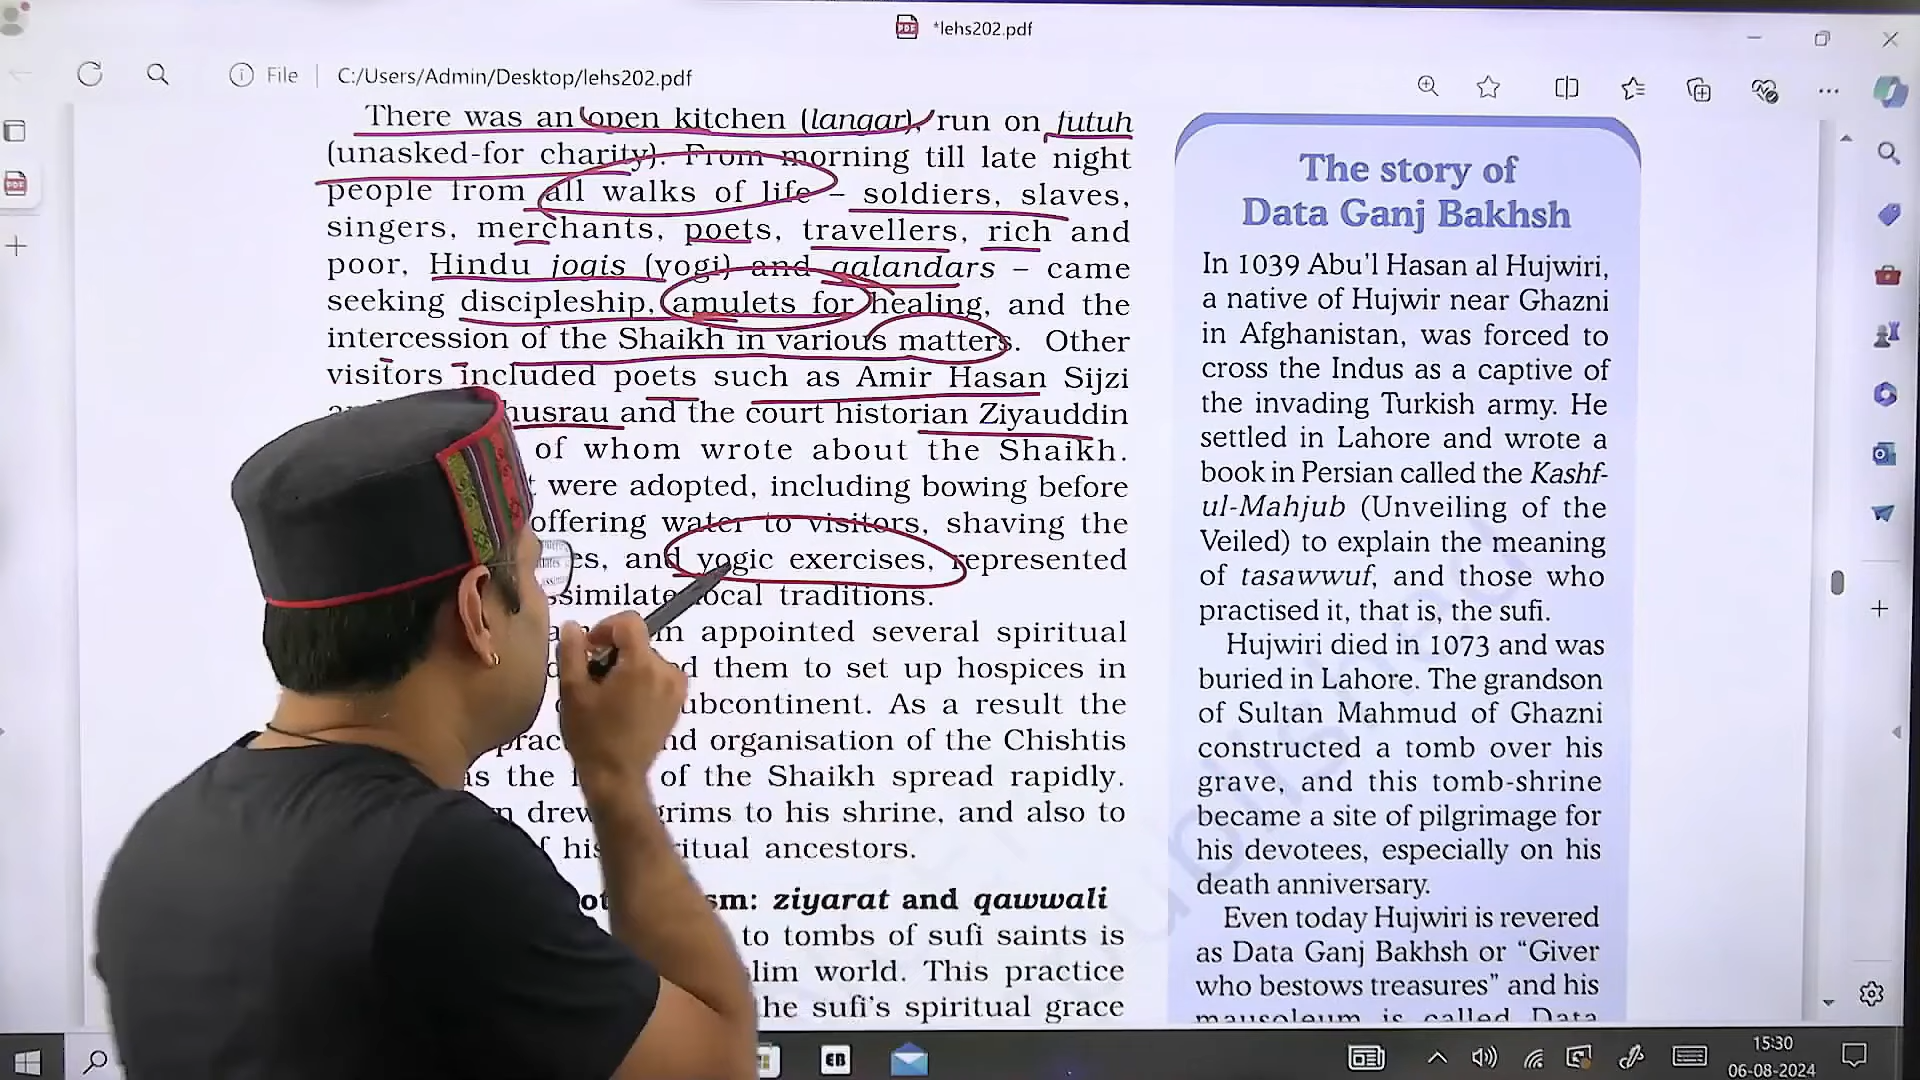 *lehs202.pdf
File
C:/Users/Admin/Desktop/lehs202.pdf
There was an open kitchen (langar), run on futuh
(unasked-for charity). From morning till late night
people from all walks of life – soldiers, slaves,
singers, merchants, poets, travellers, rich and
poor, Hindu jogis (yogi) and qalandars – came
seeking discipleship, amulets for healing, and the
intercession of the Shaikh in various matters. Other
visitors included poets such as Amir Hasan Sijzi
husrau and the court historian Ziyauddin
of whom wrote about the Shaikh.
were adopted, including bowing before
offering water to visitors, shaving the
es, and yogic exercises, represented
ssimilate local traditions.
appointed several spiritual
them to set up hospices in
ubcontinent. As a result the
prac nd organisation of the Chishtis
as the of the Shaikh spread rapidly.
drew grims to his shrine, and also to
his ritual ancestors.
sm: ziyarat and qawwali
to tombs of sufi saints is
lim world. This practice
he sufi's spiritual grace
The story of
Data Ganj Bakhsh
In 1039 Abu'l Hasan al Hujwiri,
a native of Hujwir near Ghazni
in Afghanistan, was forced to
cross the Indus as a captive of
the invading Turkish army. He
settled in Lahore and wrote a
book in Persian called the Kashf-
ul-Mahjub (Unveiling of the
Veiled) to explain the meaning
of tasawwuf, and those who
practised it, that is, the sufi.
Hujwiri died in 1073 and was
buried in Lahore. The grandson
of Sultan Mahmud of Ghazni
constructed a tomb over his
grave, and this tomb-shrine
became a site of pilgrimage for
his devotees, especially on his
death anniversary.
Even today Hujwiri is revered
as Data Ganj Bakhsh or “Giver
who bestows treasures” and his
mausoleum is called Data
EB
15:30
06-08-2024